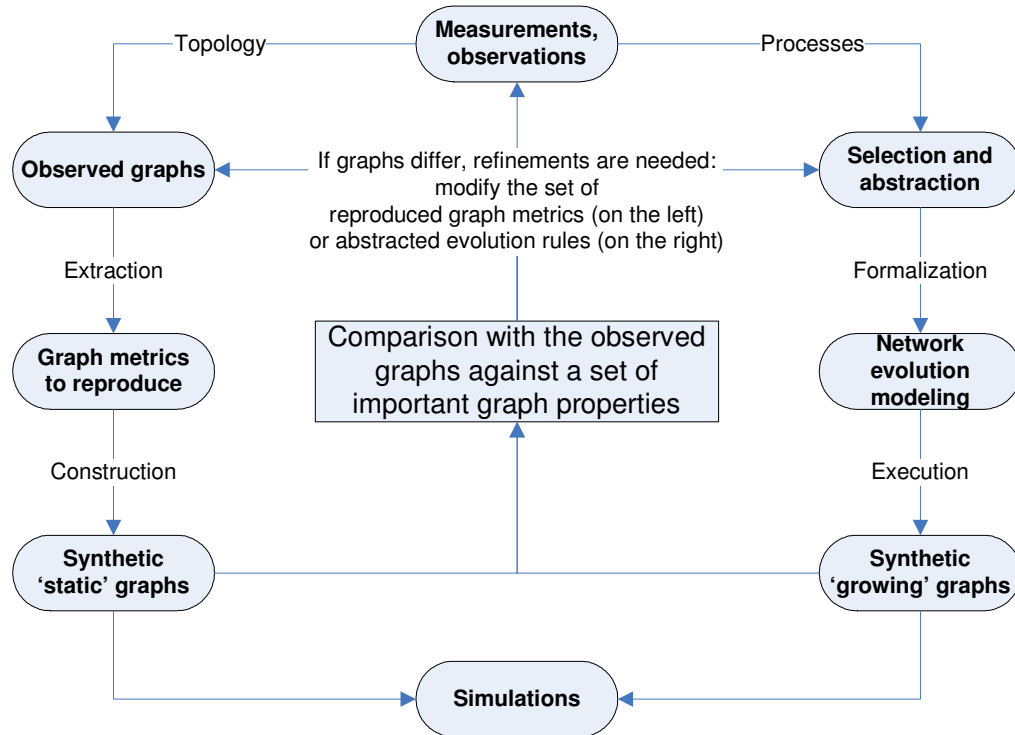 Topology
Measurements,
observations
Processes
Observed graphs
If graphs differ, refinements are needed:
modify the set of
reproduced graph metrics (on the left)
or abstracted evolution rules (on the right)
Selection and
abstraction
Extraction
Formalization
Graph metrics
to reproduce
Comparison with the observed
graphs against a set of
important graph properties
Network
evolution
modeling
Construction
Execution
Synthetic
‘static’ graphs
Synthetic
‘growing’ graphs
Simulations